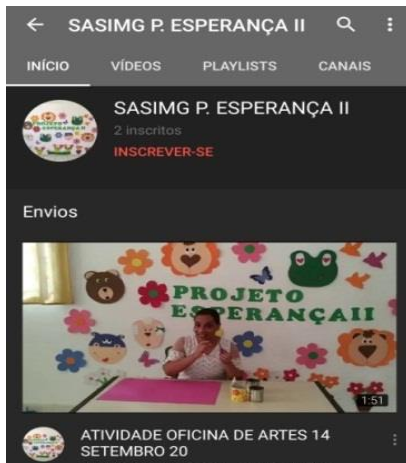 SASIMG P. ESPERANÇA II
INÍCIO VÍDEOS PLAYLISTS CANAIS
SASIMG P. ESPERANÇA II
2 inscritos
INSCREVER-SE
Envios
PROJETO
ESPERANÇAII
1:51
ATIVIDADE OFICINA DE ARTES 14
SETEMBRO 20